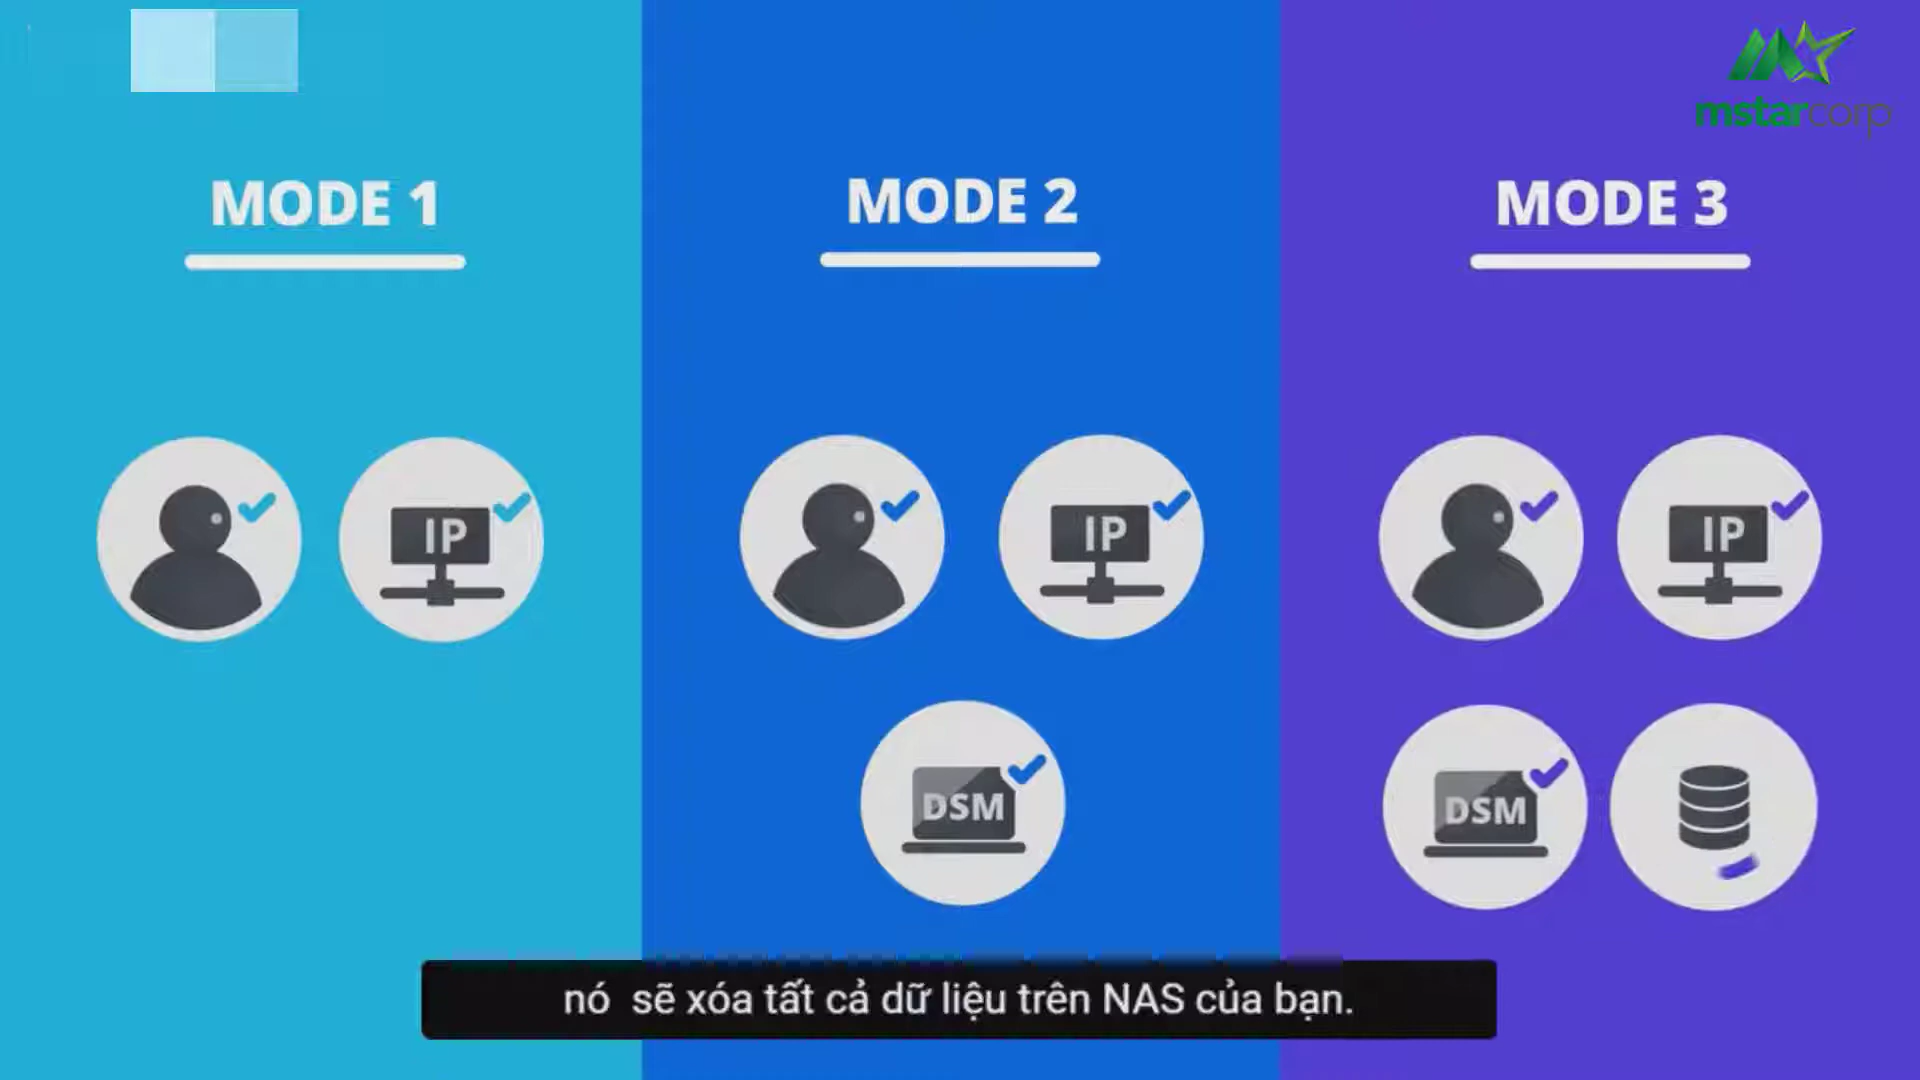 mstarcorp
MODE 1
MODE 2
MODE 3
IP
IP
IP
DSM
DSM
nó sẽ xóa tất cả dữ liệu trên NAS của bạn.